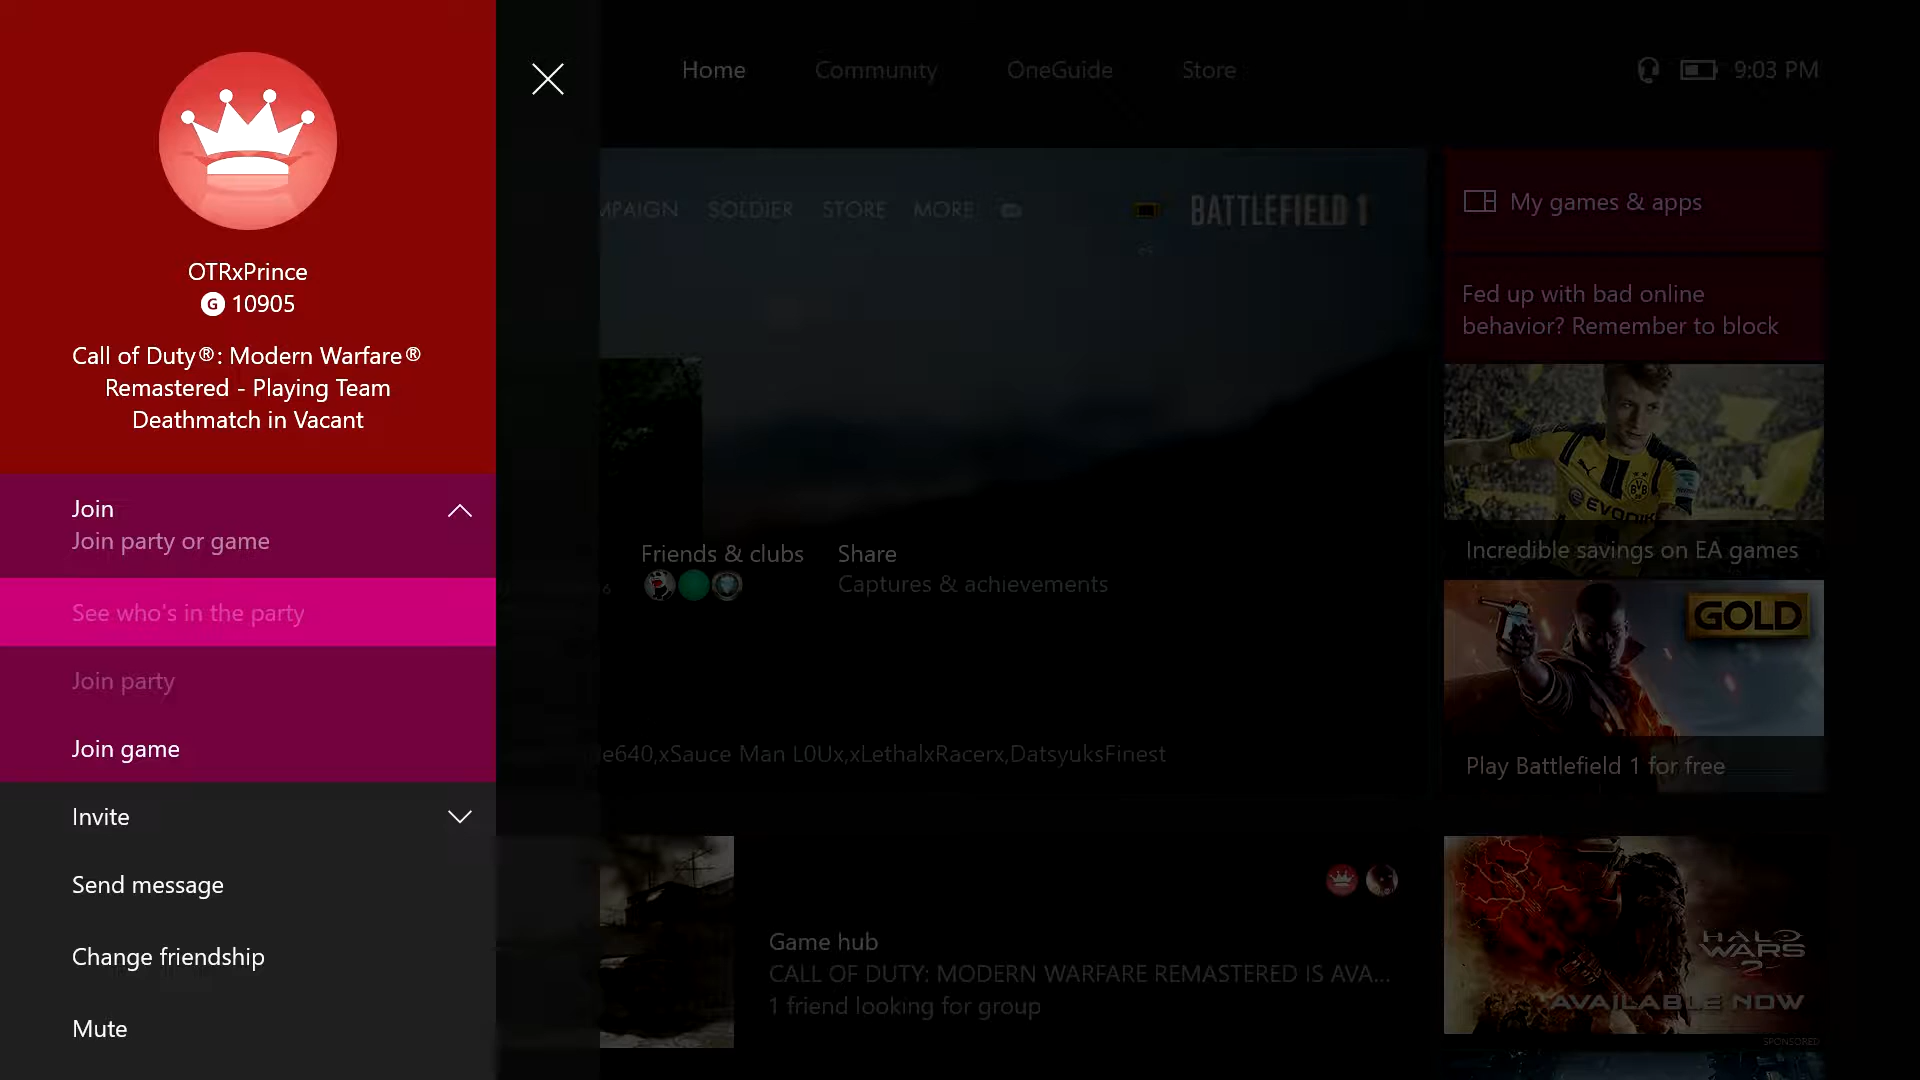 OTRxPrince
G 10905
Call of Duty®: Modern Warfare®
Remastered - Playing Team
Deathmatch in Vacant
Join
Join party or game
See who's in the party
Join party
Join game
Invite
Send message
Change friendship
Mute
Home
Community
OneGuide
Store
9:03 PM
SOLDIER
STORE
MORE
BATTLEFIELD 1
My games & apps
Fed up with bad online
behavior? Remember to block
EVONIK
BVB
Incredible savings on EA games
Friends & clubs
Share
Captures & achievements
GOLD
Play Battlefield 1 for free
e640,xSauce Man L0Ux,xLethalxRacerx,DatsyuksFinest
Game hub
CALL OF DUTY: MODERN WARFARE REMASTERED IS AVA...
1 friend looking for group
HALO
WARS
2
AVAILABLE NOW
SPONSORED